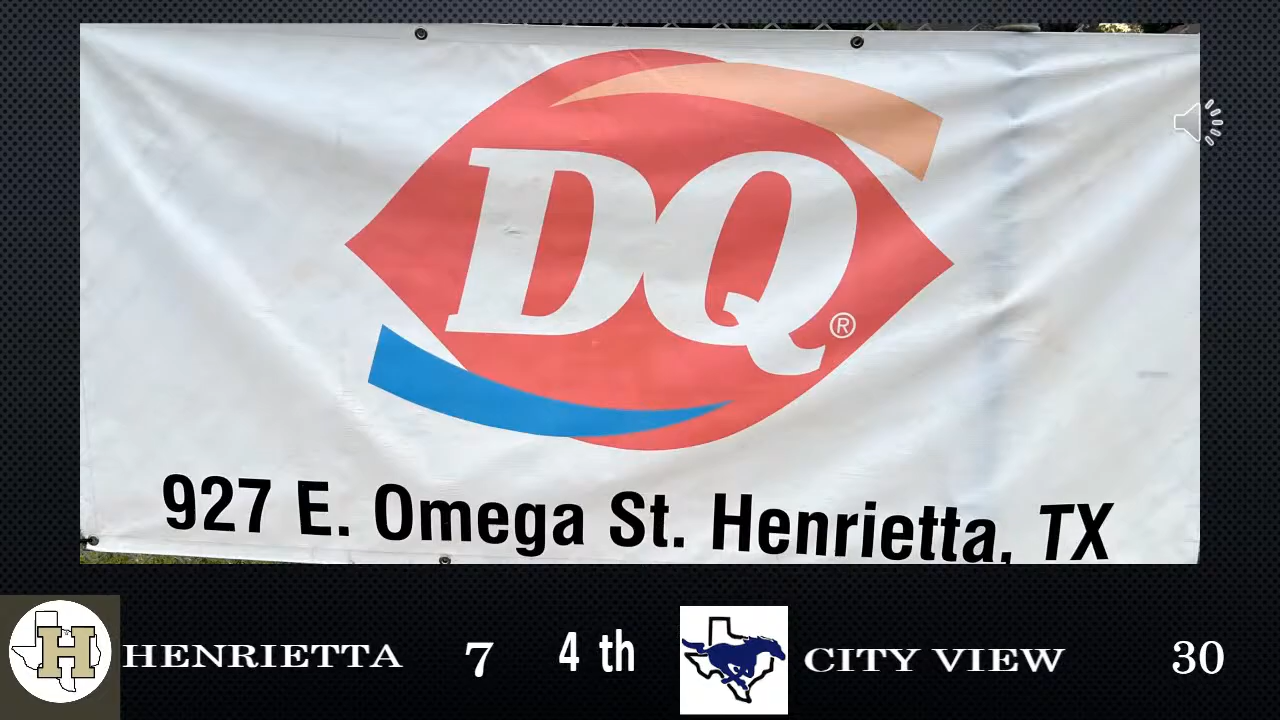 DQ®
927 E. Omega St. Henrietta, TX
H HENRIETTA 7 4 th CITY VIEW 30